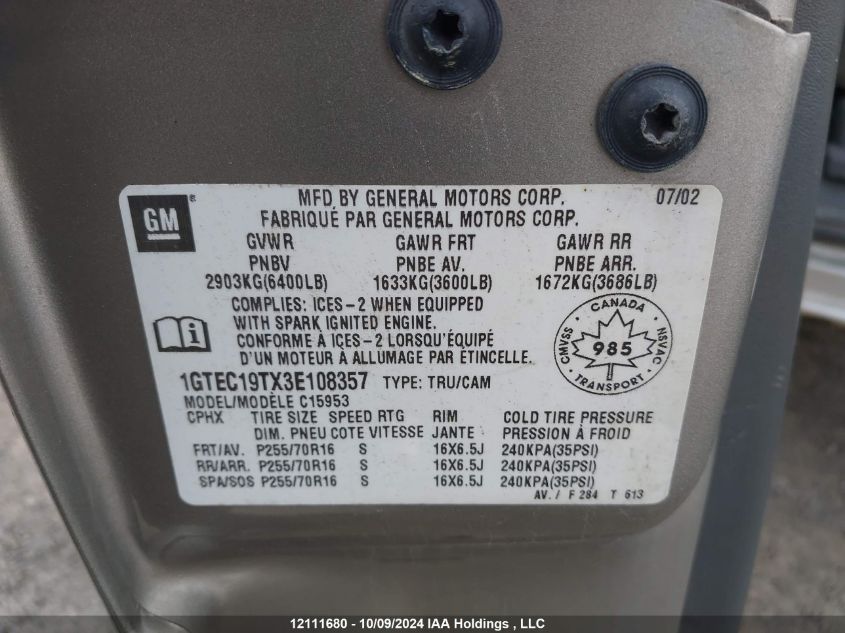 GM ®
MFD BY GENERAL MOTORS CORP. 07/02
FABRIQUÉ PAR GENERAL MOTORS CORP.
GVWR GAWR FRT GAWR RR
PNBV PNBE AV. PNBE ARR.
2903KG(6400LB) 1633KG(3600LB) 1672KG(3686LB)
COMPLIES: ICES-2 WHEN EQUIPPED
WITH SPARK IGNITED ENGINE.
CONFORME À ICES-2 LORSQU'ÉQUIPÉ
D'UN MOTEUR À ALLUMAGE PAR ÉTINCELLE.
CANADA
CMVSS 985 NSVAC
TRANSPORT
1GTEC19TX3E108357 TYPE: TRU/CAM
MODEL/MODÈLE C15953
CPHX TIRE SIZE SPEED RTG RIM COLD TIRE PRESSURE
DIM. PNEU COTE VITESSE JANTE PRESSION À FROID
FRT/AV. P255/70R16 S 16X6.5J 240KPA(35PSI)
RR/ARR. P255/70R16 S 16X6.5J 240KPA(35PSI)
SPA/SOS P255/70R16 S 16X6.5J 240KPA(35PSI)
AV. / F 284 T 613
12111680 - 10/09/2024 IAA Holdings , LLC